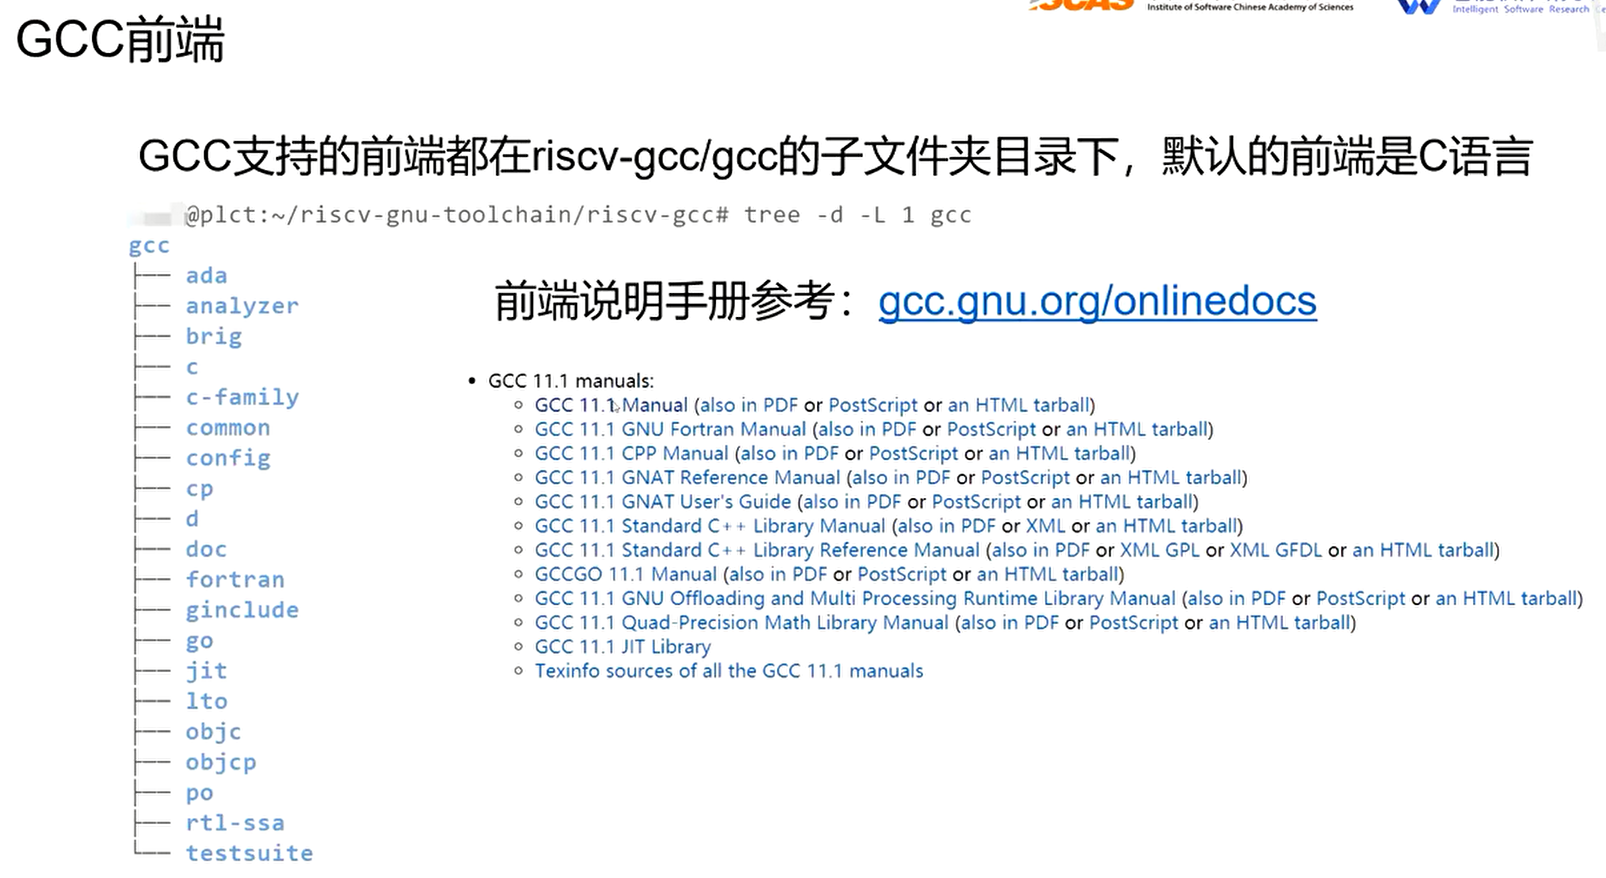 Institute of Software Chinese Academy of Sciences
Intelligent Software Research
GCC前端
GCC支持的前端都在riscv-gcc/gcc的子文件夹目录下，默认的前端是C语言
@plct:~/riscv-gnu-toolchain/riscv-gcc# tree -d -L 1 gcc
gcc
├── ada
├── analyzer
├── brig
├── c
├── c-family
├── common
├── config
├── cp
├── d
├── doc
├── fortran
├── ginclude
├── go
├── jit
├── lto
├── objc
├── objcp
├── po
├── rtl-ssa
└── testsuite
前端说明手册参考：gcc.gnu.org/onlinedocs
• GCC 11.1 manuals:
◦ GCC 11.1 Manual (also in PDF or PostScript or an HTML tarball)
◦ GCC 11.1 GNU Fortran Manual (also in PDF or PostScript or an HTML tarball)
◦ GCC 11.1 CPP Manual (also in PDF or PostScript or an HTML tarball)
◦ GCC 11.1 GNAT Reference Manual (also in PDF or PostScript or an HTML tarball)
◦ GCC 11.1 GNAT User's Guide (also in PDF or PostScript or an HTML tarball)
◦ GCC 11.1 Standard C++ Library Manual (also in PDF or XML or an HTML tarball)
◦ GCC 11.1 Standard C++ Library Reference Manual (also in PDF or XML GPL or XML GFDL or an HTML tarball)
◦ GCCGO 11.1 Manual (also in PDF or PostScript or an HTML tarball)
◦ GCC 11.1 GNU Offloading and Multi Processing Runtime Library Manual (also in PDF or PostScript or an HTML tarball)
◦ GCC 11.1 Quad-Precision Math Library Manual (also in PDF or PostScript or an HTML tarball)
◦ GCC 11.1 JIT Library
◦ Texinfo sources of all the GCC 11.1 manuals